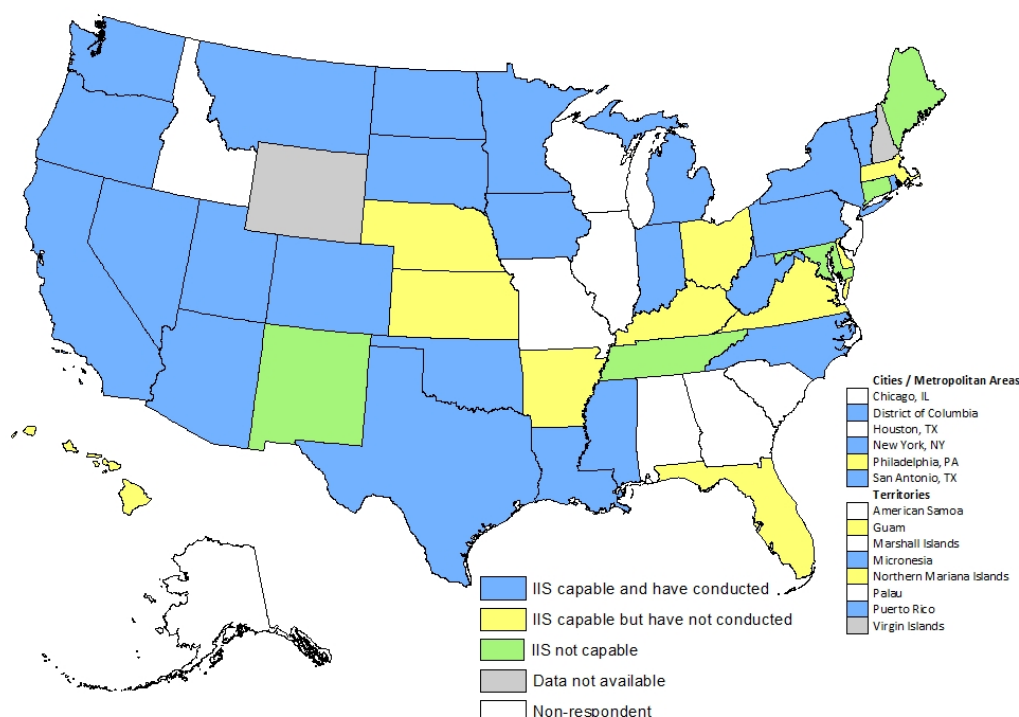 Cities / Metropolitan Areas
Chicago, IL
District of Columbia
Houston, TX
New York, NY
Philadelphia, PA
San Antonio, TX
Territories
American Samoa
Guam
Marshall Islands
Micronesia
Northern Mariana Islands
Palau
Puerto Rico
Virgin Islands
IIS capable and have conducted
IIS capable but have not conducted
IIS not capable
Data not available
Non-respondent